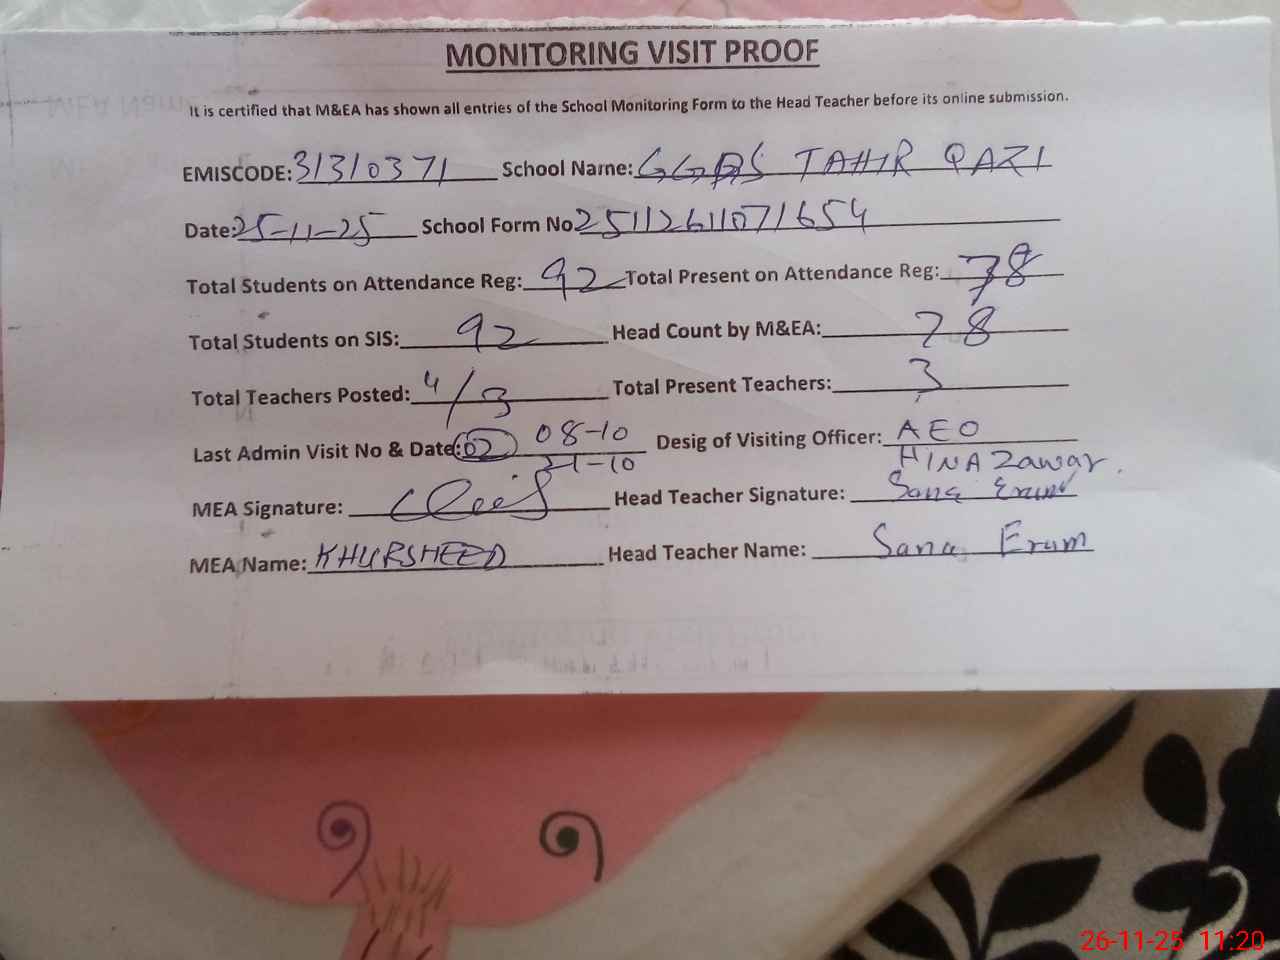 MONITORING VISIT PROOF
It is certified that M&EA has shown all entries of the School Monitoring Form to the Head Teacher before its online submission.
EMISCODE: 31310371 School Name: GGPS TAHIR QAZI
Date: 25-11-25 School Form No 25112611071654
Total Students on Attendance Reg: 92 Total Present on Attendance Reg: 78
Total Students on SIS: 92 Head Count by M&EA: 78
Total Teachers Posted: 4/3 Total Present Teachers: 3
Last Admin Visit No & Date: 02 08-10 Desig of Visiting Officer: AEO
21-10 HINA Zawar.
MEA Signature: Head Teacher Signature: Sana Erum
MEA Name: KHURSHEED Head Teacher Name: Sana Erum
26-11-25 11:20